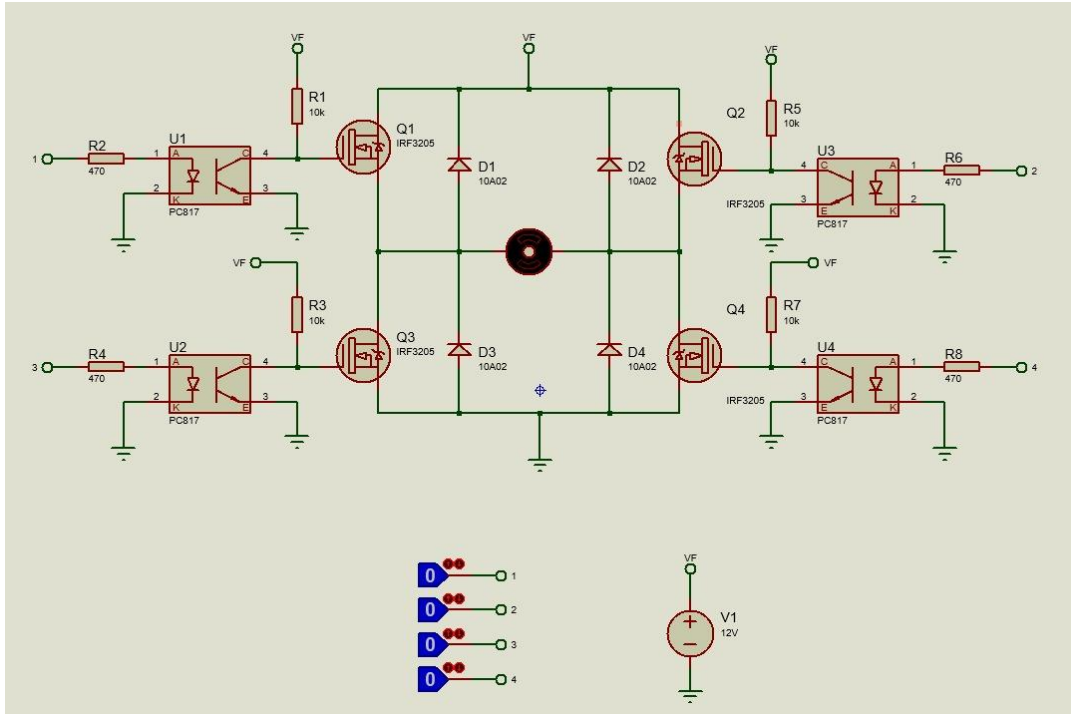 VF
VF
VF
R1
10k
Q1
IRF3205
Q2
R5
10k
R2
470
1
U1
1
A
C
4
2
K
E
3
PC817
D1
10A02
D2
10A02
IRF3205
U3
4
C
A
1
3
E
K
2
PC817
R6
470
2
VF
R3
10k
Q3
IRF3205
Q4
VF
R7
10k
R4
470
3
U2
1
A
C
4
2
K
E
3
PC817
D3
10A02
D4
10A02
IRF3205
U4
4
C
A
1
3
E
K
2
PC817
R8
470
4
0
1
0
2
0
3
0
4
VF
V1
12V